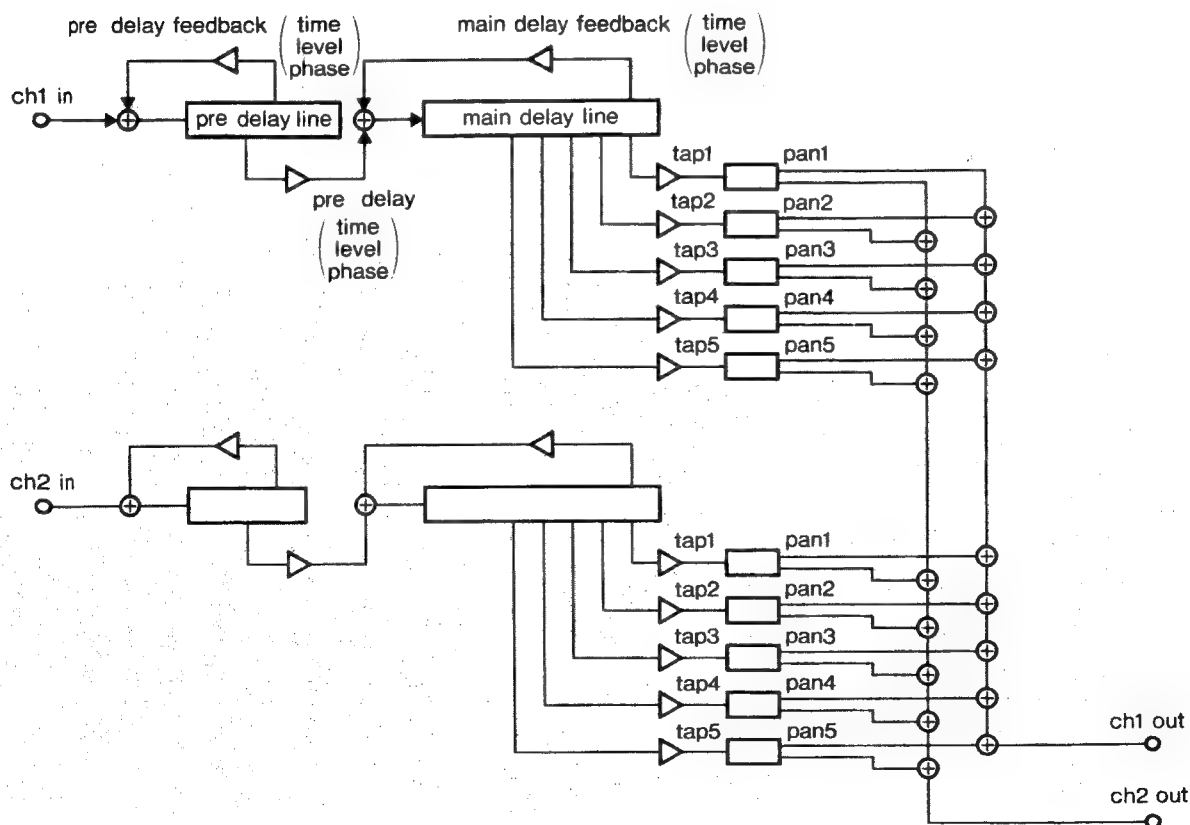 pre delay feedback (time level phase)
main delay feedback (time level phase)
ch1 in
pre delay line
main delay line
pre delay
(time level phase)
tap1 pan1
tap2 pan2
tap3 pan3
tap4 pan4
tap5 pan5
ch2 in
tap1 pan1
tap2 pan2
tap3 pan3
tap4 pan4
tap5 pan5
ch1 out
ch2 out